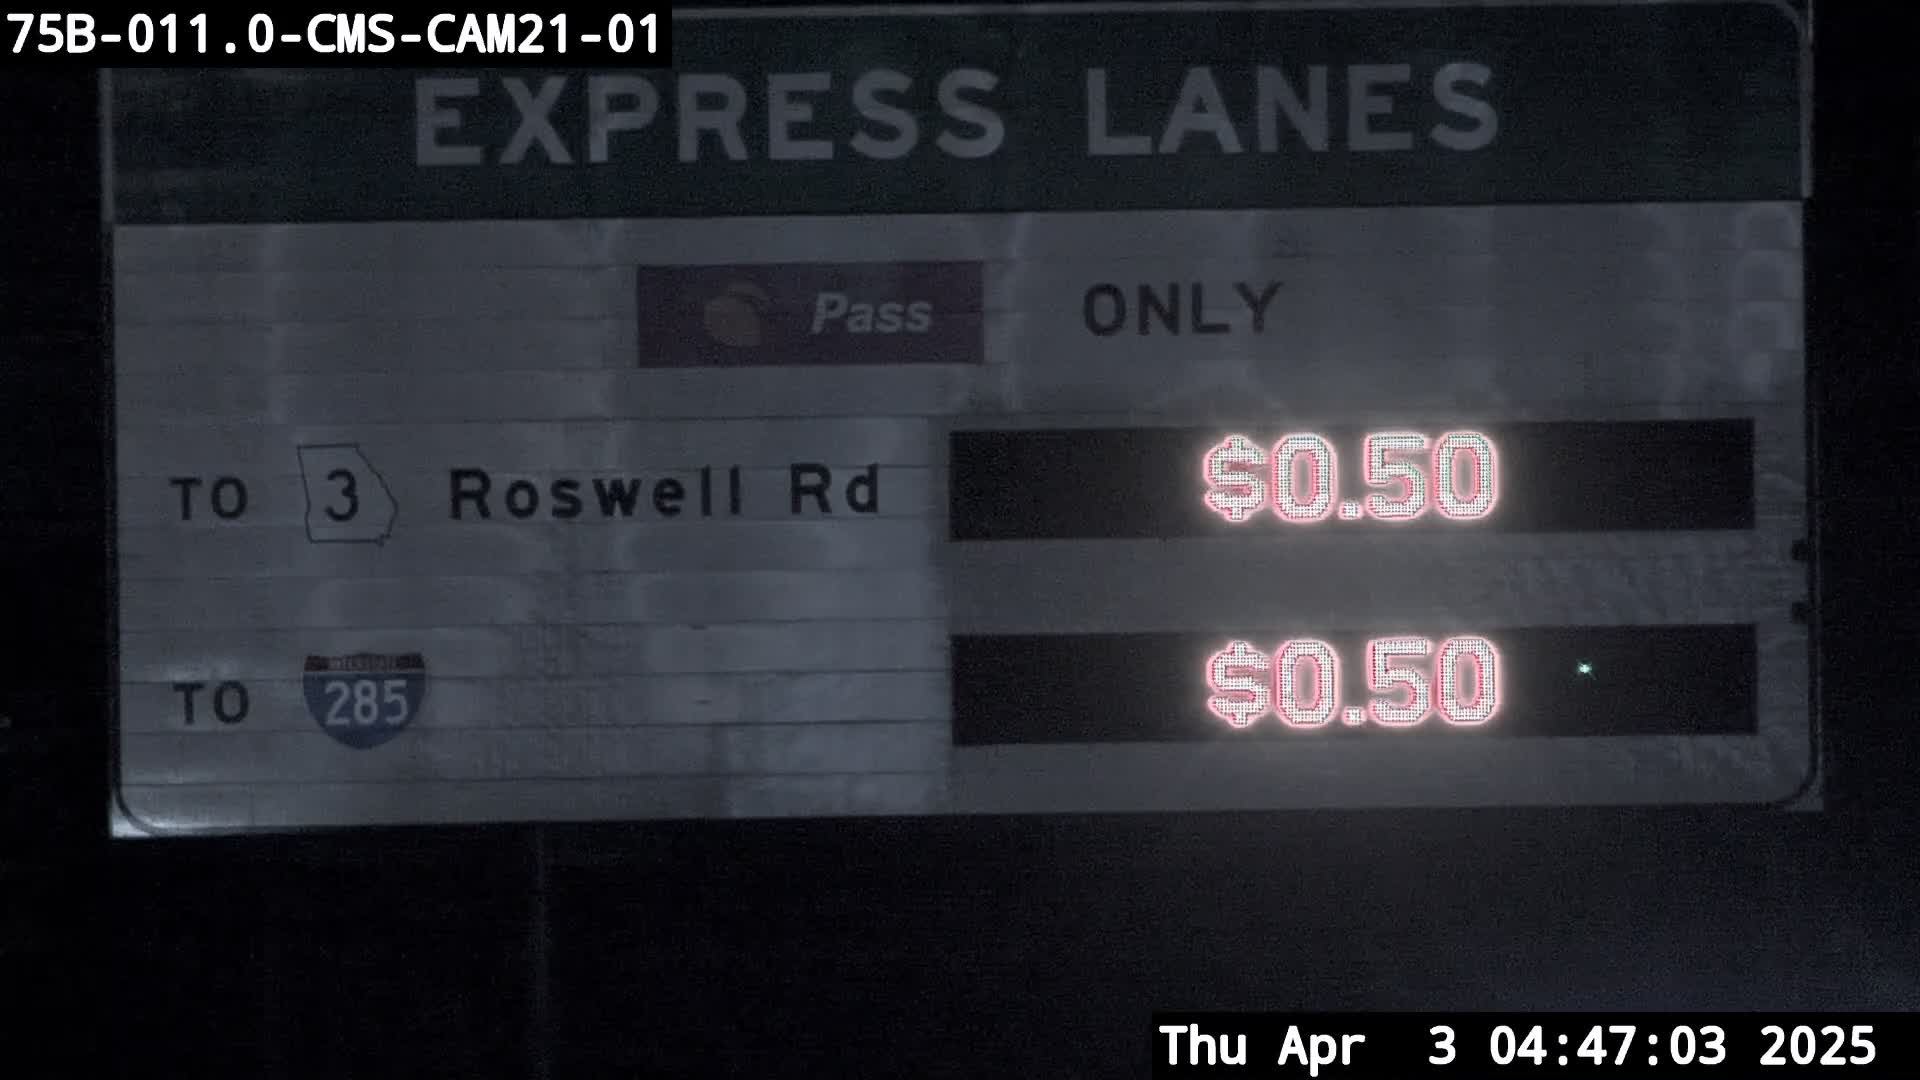 75B-011.0-CMS-CAM21-01
EXPRESS LANES
Pass ONLY
TO 3 Roswell Rd $0.50
TO INTERSTATE 285 $0.50
Thu Apr 3 04:47:03 2025